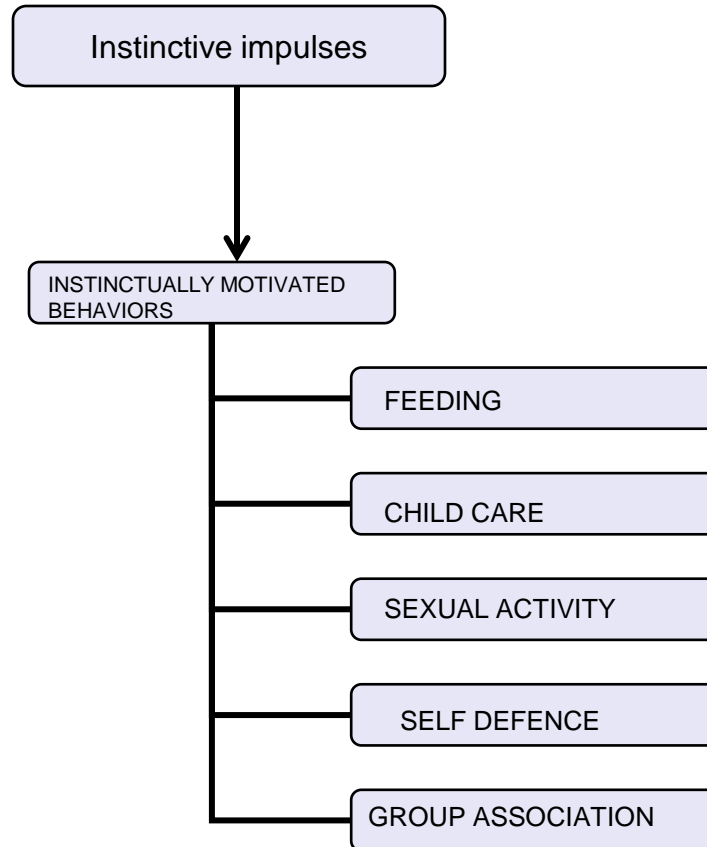 Instinctive impulses
INSTINCTUALLY MOTIVATED
BEHAVIORS
FEEDING
CHILD CARE
SEXUAL ACTIVITY
SELF DEFENCE
GROUP ASSOCIATION